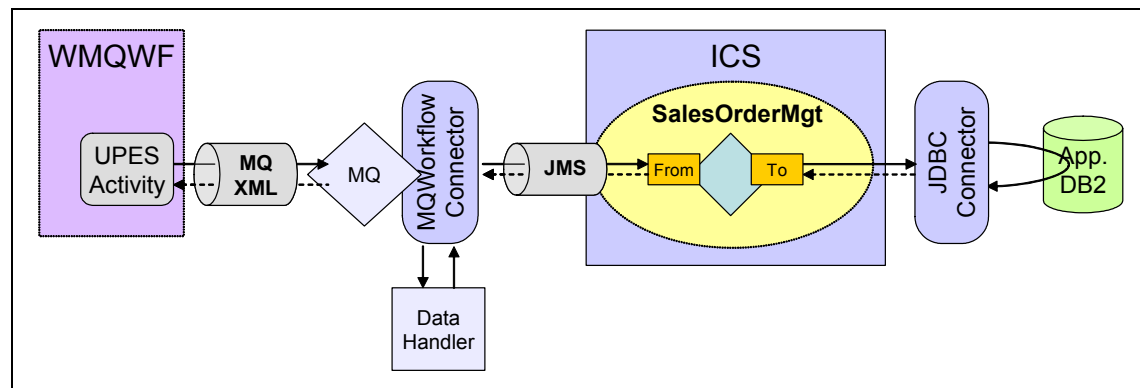 WMQWF
UPES
Activity
MQ
XML
MQ
MQWorkflow
Connector
Data
Handler
JMS
ICS
SalesOrderMgt
From
To
JDBC
Connector
App.
DB2